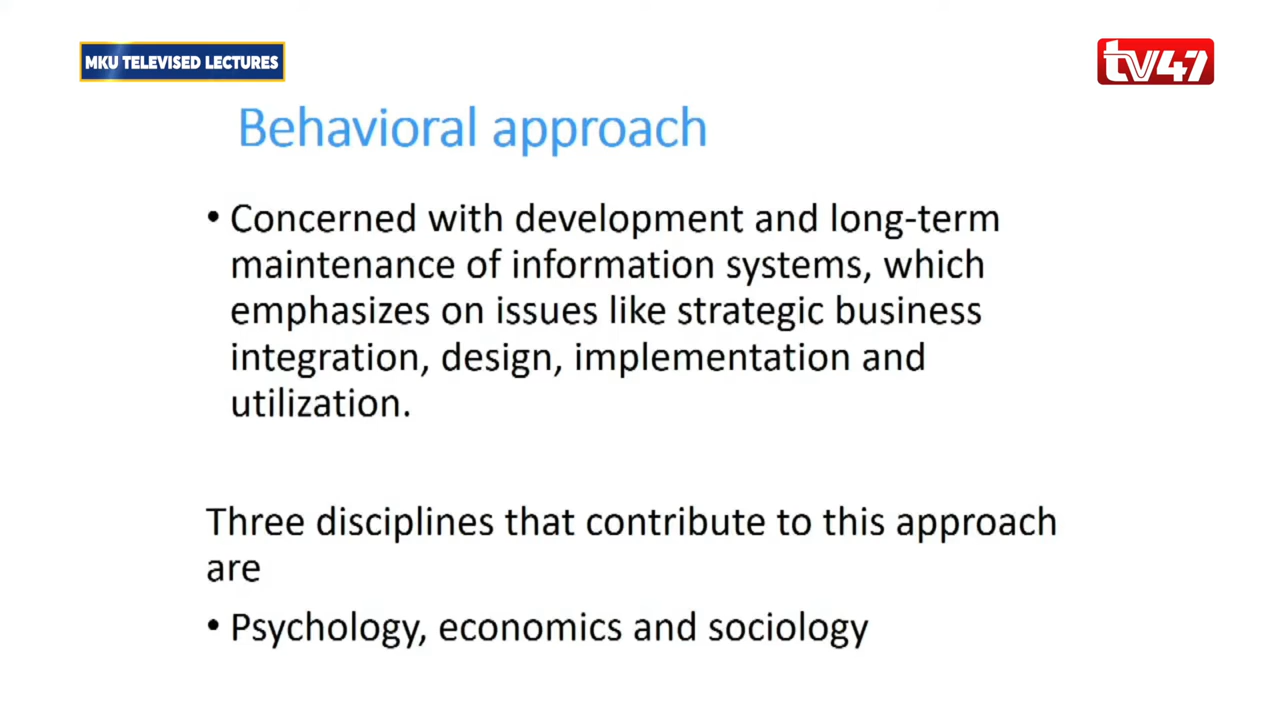 MKU TELEVISED LECTURES
tv47
Behavioral approach
• Concerned with development and long-term
maintenance of information systems, which
emphasizes on issues like strategic business
integration, design, implementation and
utilization.
Three disciplines that contribute to this approach
are
• Psychology, economics and sociology